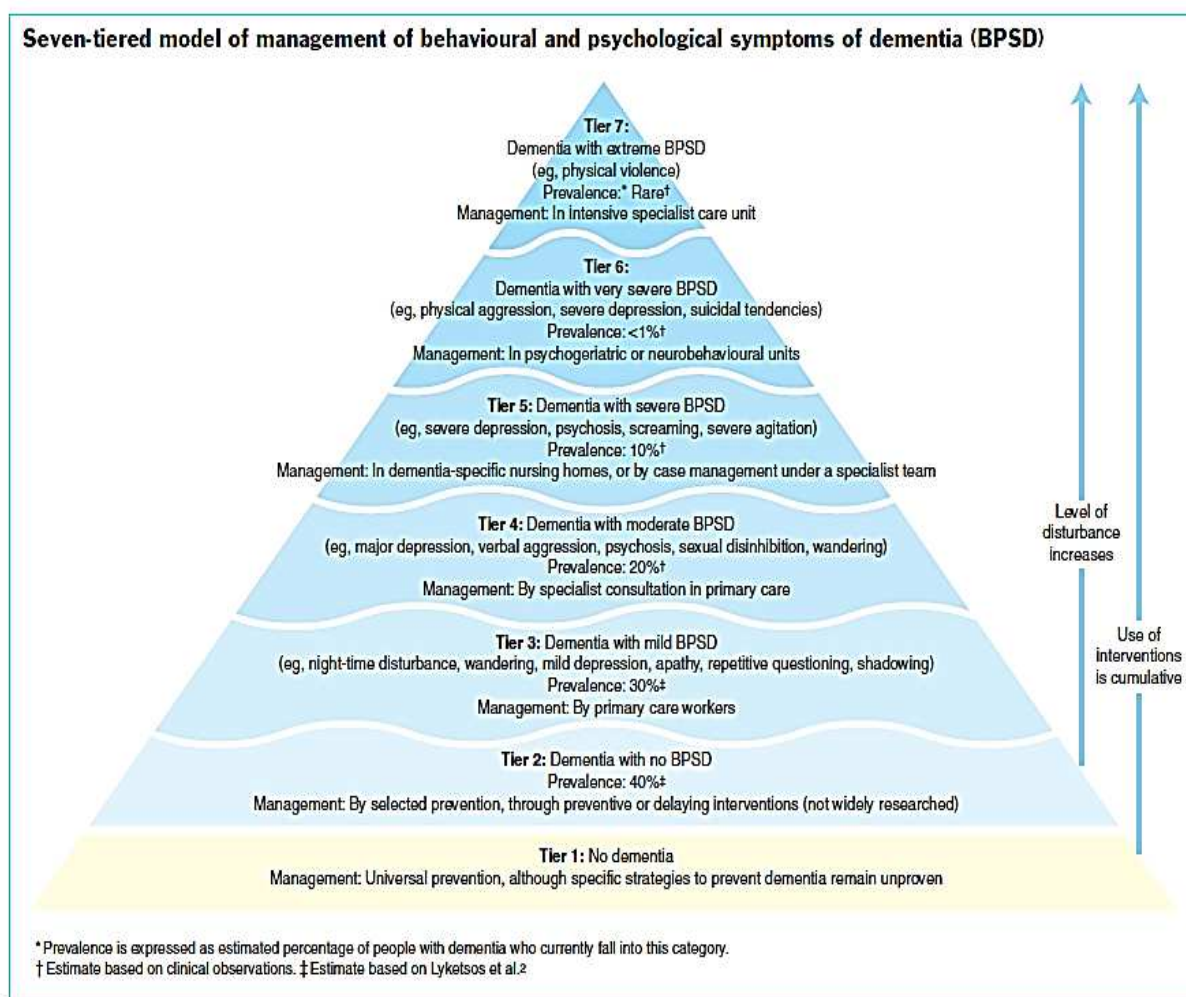 Seven-tiered model of management of behavioural and psychological symptoms of dementia (BPSD)
Tier 7:
Dementia with extreme BPSD
(eg, physical violence)
Prevalence:* Rare†
Management: In intensive specialist care unit
Tier 6:
Dementia with very severe BPSD
(eg, physical aggression, severe depression, suicidal tendencies)
Prevalence: <1%†
Management: In psychogeriatric or neurobehavioural units
Tier 5: Dementia with severe BPSD
(eg, severe depression, psychosis, screaming, severe agitation)
Prevalence: 10%†
Management: In dementia-specific nursing homes, or by case management under a specialist team
Tier 4: Dementia with moderate BPSD
(eg, major depression, verbal aggression, psychosis, sexual disinhibition, wandering)
Prevalence: 20%†
Management: By specialist consultation in primary care
Tier 3: Dementia with mild BPSD
(eg, night-time disturbance, wandering, mild depression, apathy, repetitive questioning, shadowing)
Prevalence: 30%‡
Management: By primary care workers
Tier 2: Dementia with no BPSD
Prevalence: 40%‡
Management: By selected prevention, through preventive or delaying interventions (not widely researched)
Tier 1: No dementia
Management: Universal prevention, although specific strategies to prevent dementia remain unproven
Level of
disturbance
increases
Use of
interventions
is cumulative
* Prevalence is expressed as estimated percentage of people with dementia who currently fall into this category.
† Estimate based on clinical observations. ‡ Estimate based on Lyketsos et al.²